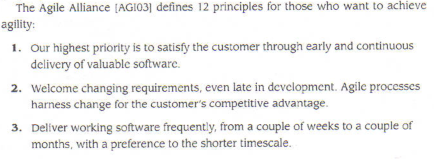 The Agile Alliance [AGI03] defines 12 principles for those who want to achieve
agility:
1. Our highest priority is to satisfy the customer through early and continuous
delivery of valuable software.
2. Welcome changing requirements, even late in development. Agile processes
harness change for the customer's competitive advantage.
3. Deliver working software frequently, from a couple of weeks to a couple of
months, with a preference to the shorter timescale.